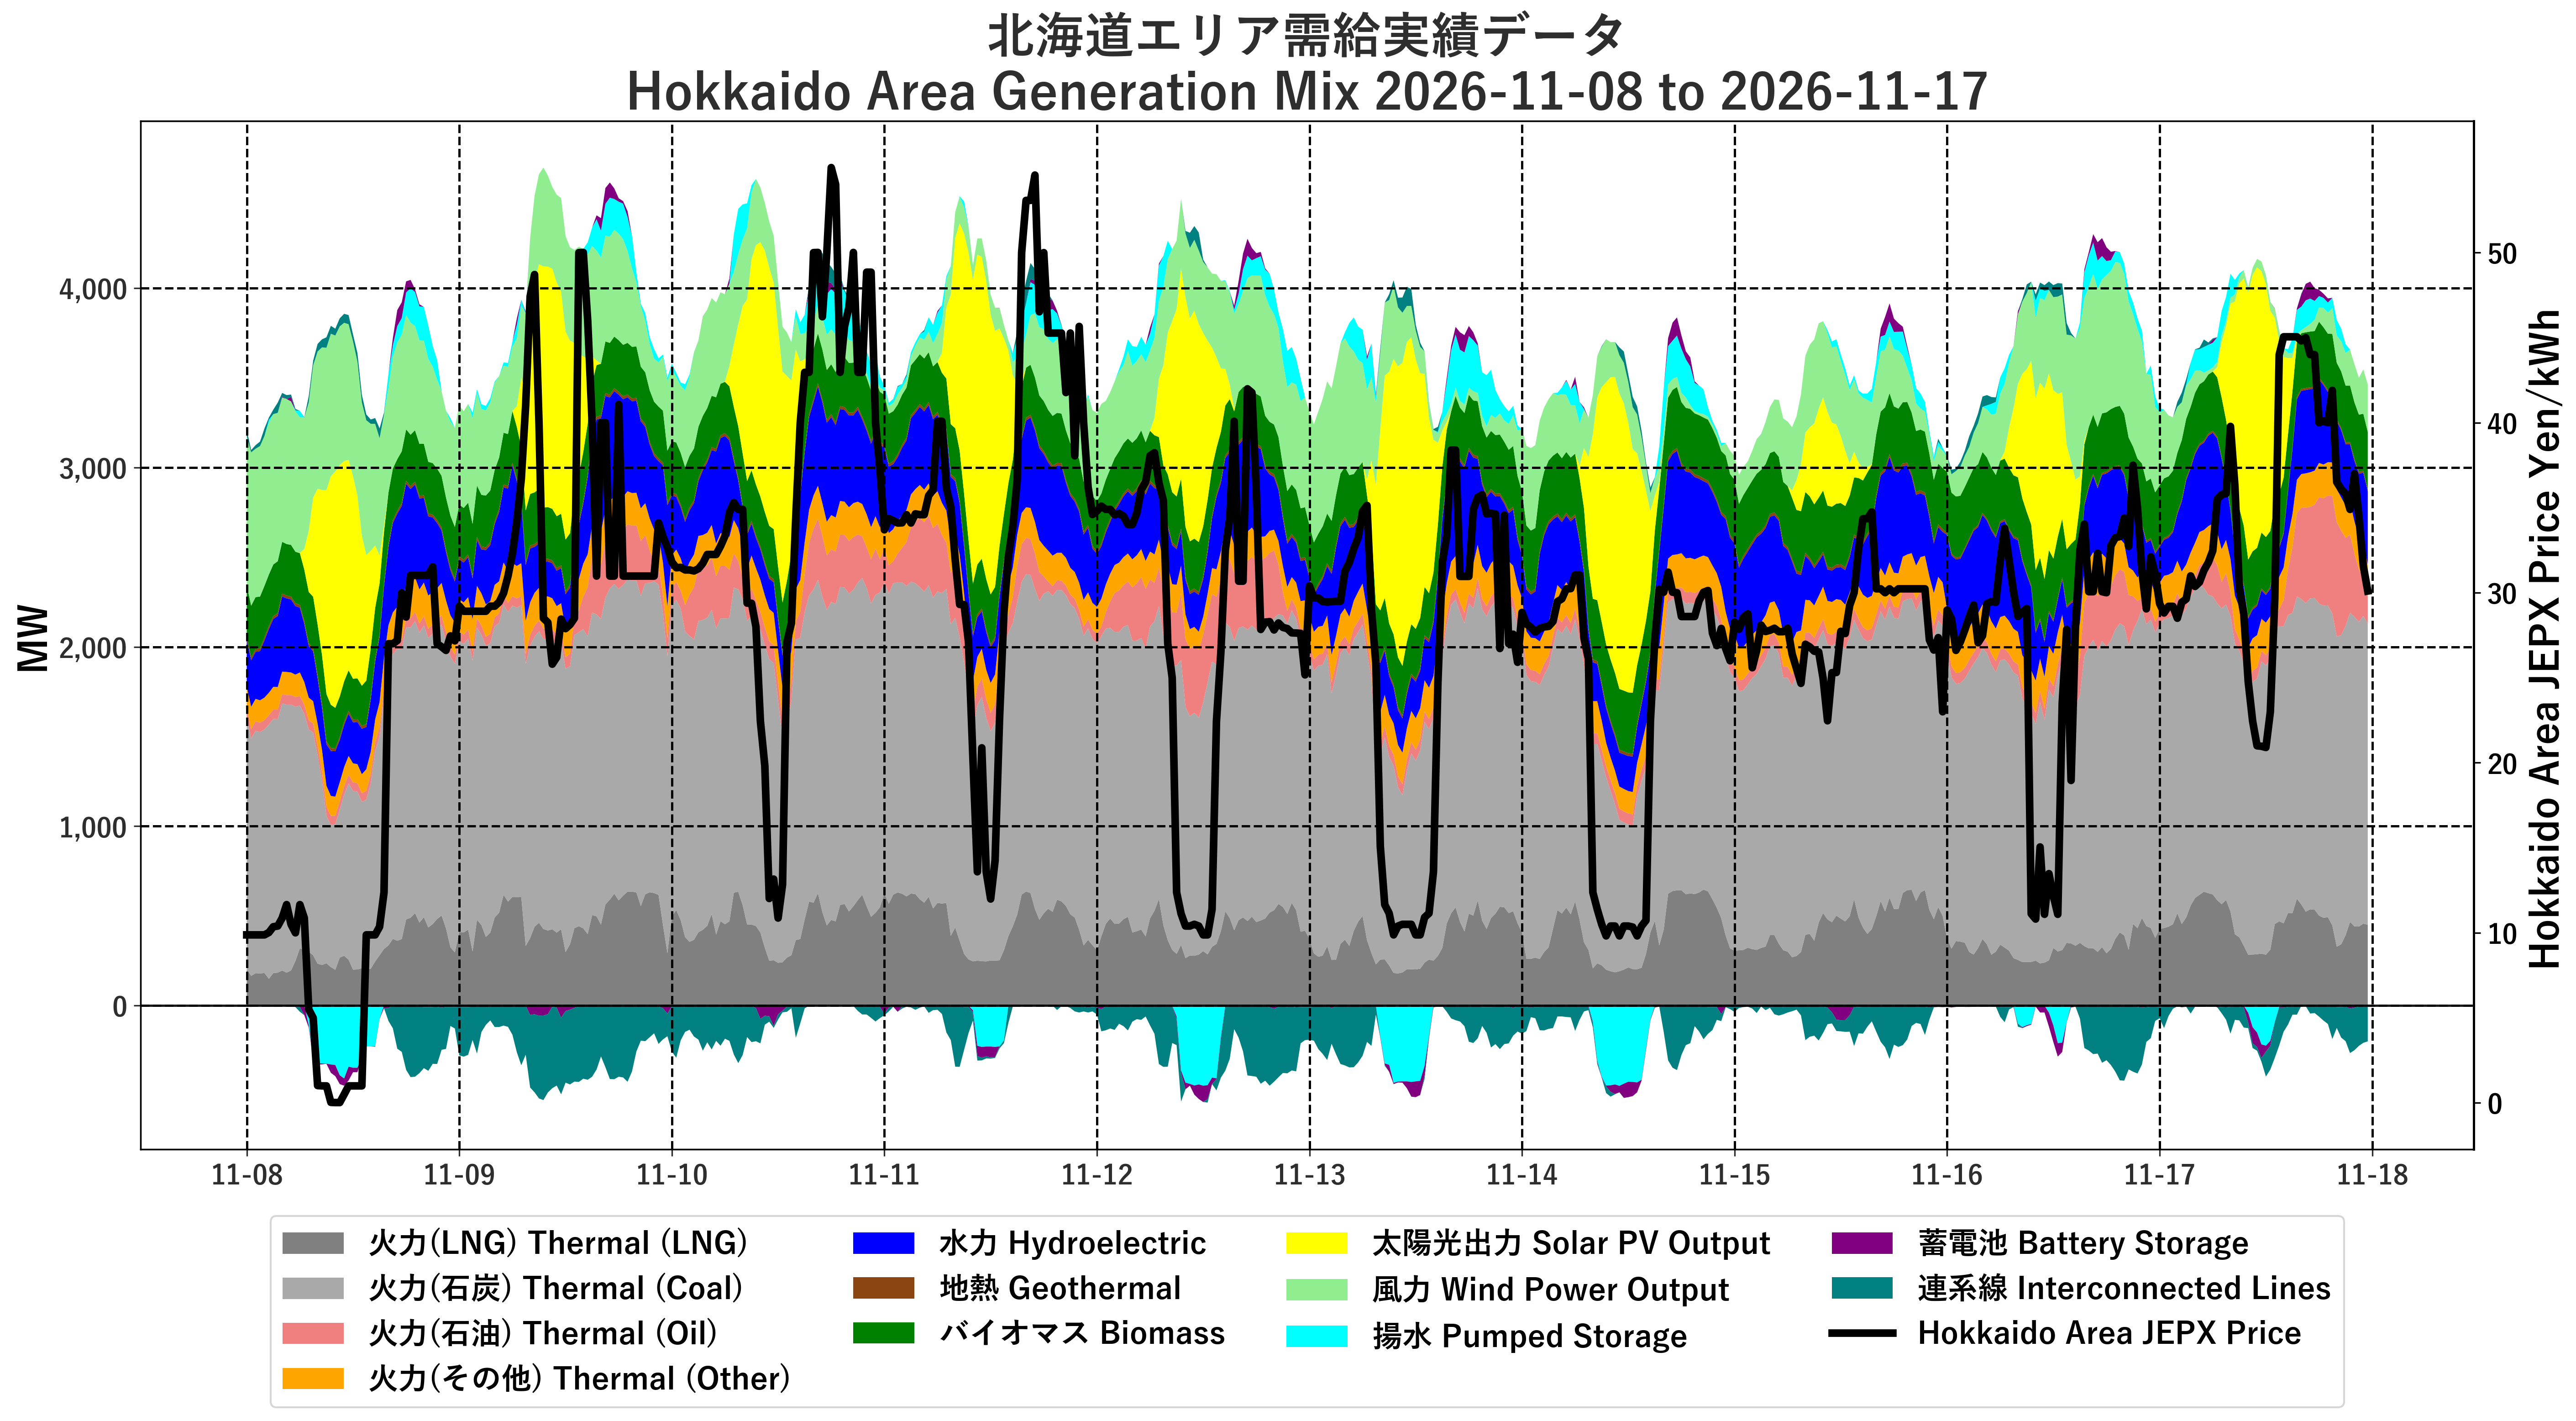 北海道エリア需給実績データ
Hokkaido Area Generation Mix 2026-11-08 to 2026-11-17
MW
4,000
3,000
2,000
1,000
0
50
40
30
20
10
0
Hokkaido Area JEPX Price Yen/kWh
11-08 11-09 11-10 11-11 11-12 11-13 11-14 11-15 11-16 11-17 11-18
火力(LNG) Thermal (LNG)
火力(石炭) Thermal (Coal)
火力(石油) Thermal (Oil)
火力(その他) Thermal (Other)
水力 Hydroelectric
地熱 Geothermal
バイオマス Biomass
太陽光出力 Solar PV Output
風力 Wind Power Output
揚水 Pumped Storage
蓄電池 Battery Storage
連系線 Interconnected Lines
Hokkaido Area JEPX Price